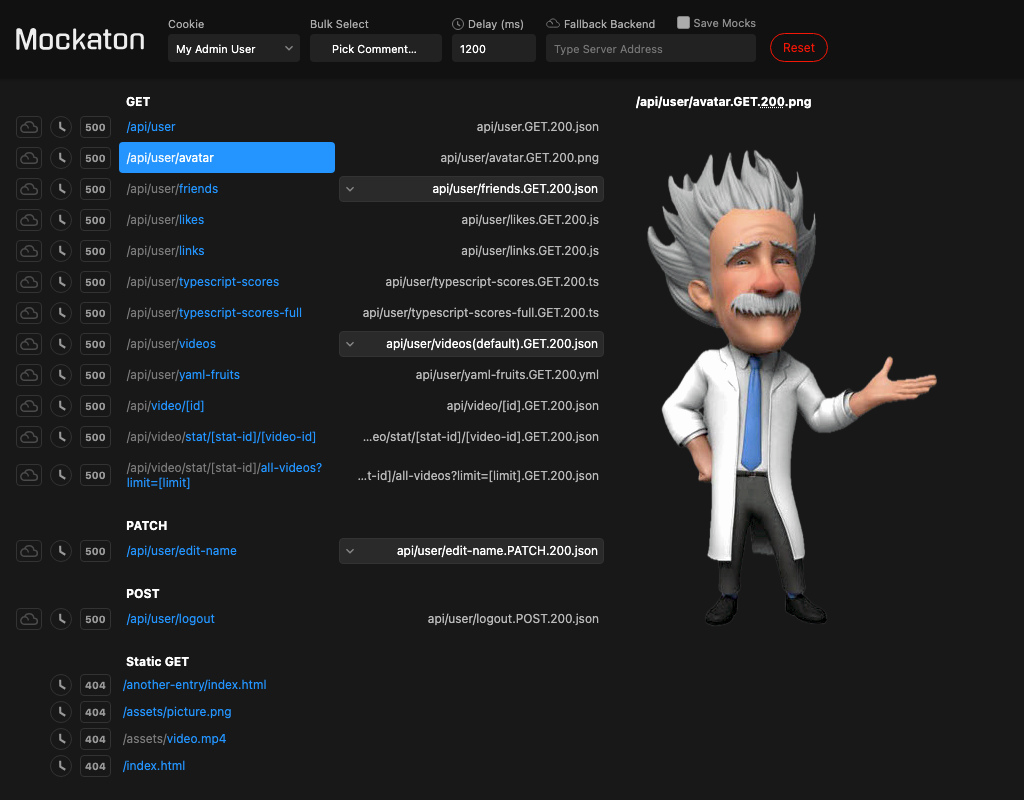 Mockaton
Cookie
My Admin User
Bulk Select
Pick Comment...
Delay (ms)
1200
Fallback Backend
Type Server Address
Save Mocks
Reset
GET
500 /api/user api/user.GET.200.json
500 /api/user/avatar api/user/avatar.GET.200.png
500 /api/user/friends api/user/friends.GET.200.json
500 /api/user/likes api/user/likes.GET.200.js
500 /api/user/links api/user/links.GET.200.js
500 /api/user/typescript-scores api/user/typescript-scores.GET.200.ts
500 /api/user/typescript-scores-full api/user/typescript-scores-full.GET.200.ts
500 /api/user/videos api/user/videos(default).GET.200.json
500 /api/user/yaml-fruits api/user/yaml-fruits.GET.200.yml
500 /api/video/[id] api/video/[id].GET.200.json
500 /api/video/stat/[stat-id]/[video-id] ...eo/stat/[stat-id]/[video-id].GET.200.json
500 /api/video/stat/[stat-id]/all-videos? ...t-id]/all-videos?limit=[limit].GET.200.json
limit=[limit]
PATCH
500 /api/user/edit-name api/user/edit-name.PATCH.200.json
POST
500 /api/user/logout api/user/logout.POST.200.json
Static GET
404 /another-entry/index.html
404 /assets/picture.png
404 /assets/video.mp4
404 /index.html
/api/user/avatar.GET.200.png